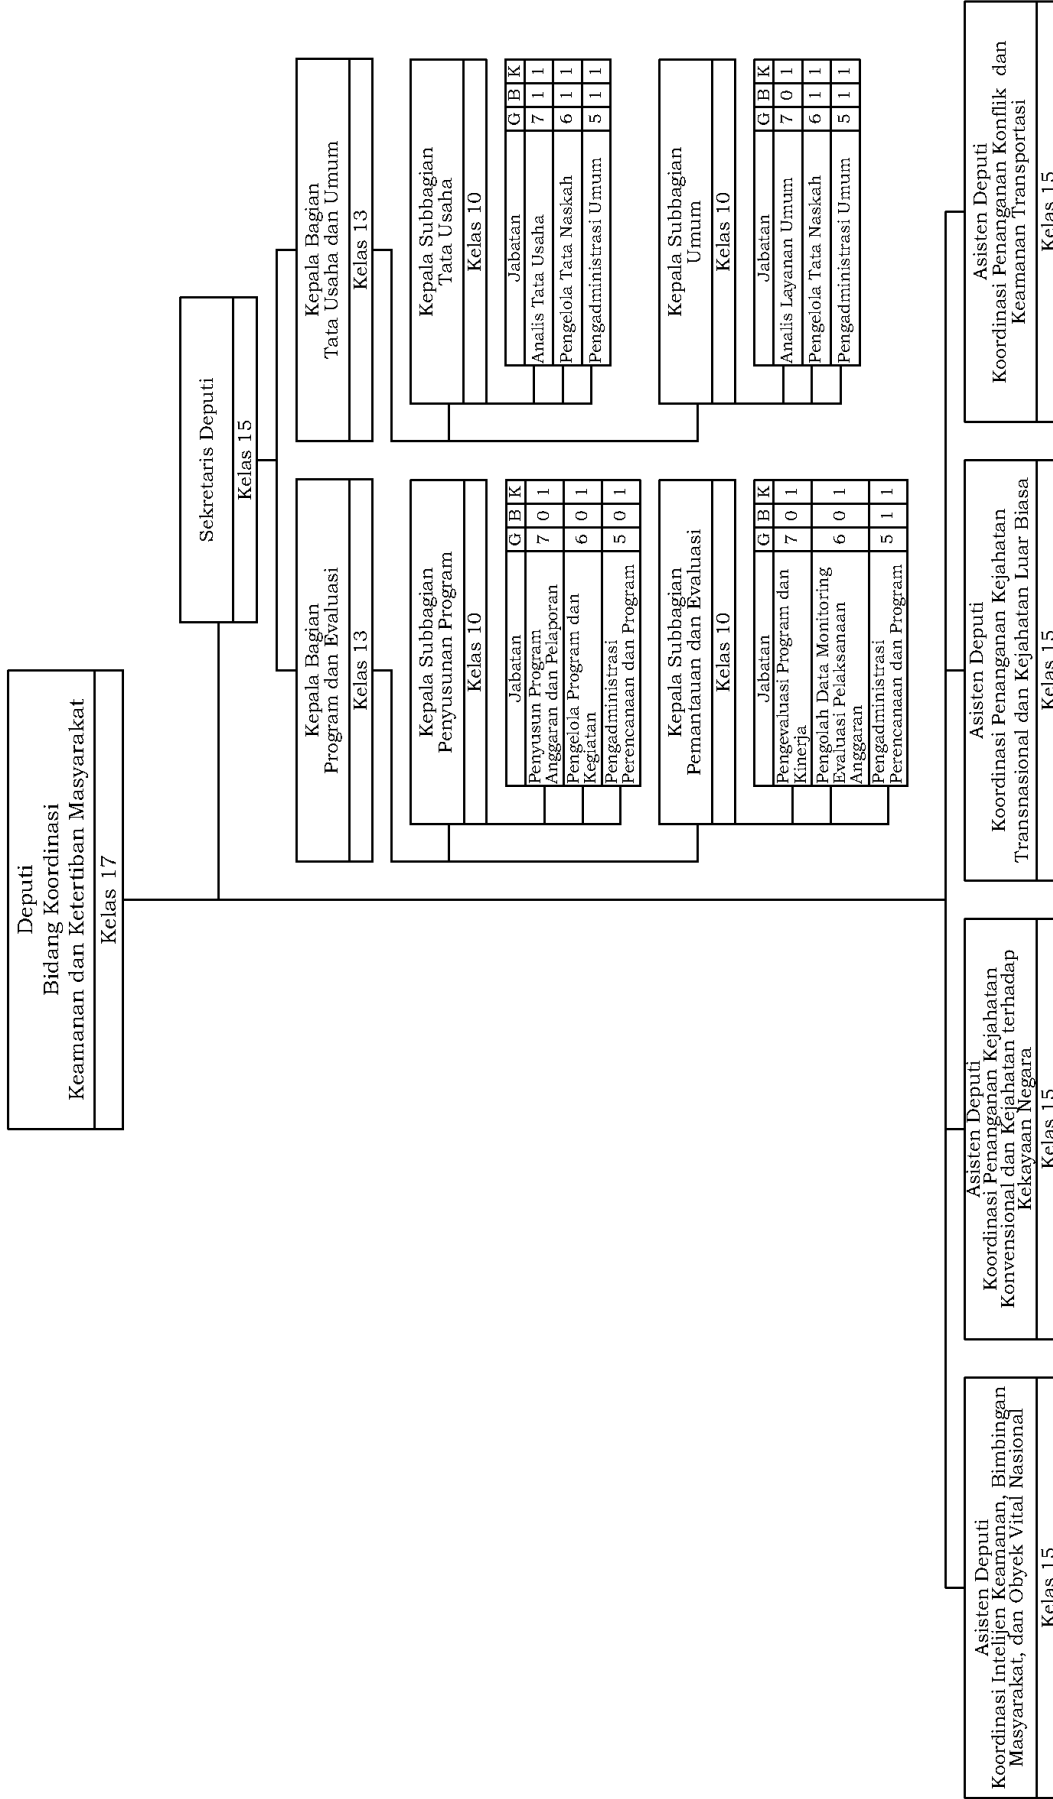 Deputi
Bidang Koordinasi
Keamanan dan Ketertiban Masyarakat
Kelas 17
Sekretaris Deputi
Kelas 15
Kepala Bagian
Program dan Evaluasi
Kelas 13
Kepala Bagian
Tata Usaha dan Umum
Kelas 13
Kepala Subbagian
Penyusunan Program
Kelas 10
Jabatan G B K
Penyusun Program
Anggaran dan Pelaporan 7 0 1
Pengelola Program dan
Kegiatan 6 0 1
Pengadministrasi
Perencanaan dan Program 5 0 1
Kepala Subbagian
Tata Usaha
Kelas 10
Jabatan G B K
Analis Tata Usaha 7 1 1
Pengelola Tata Naskah 6 1 1
Pengadministrasi Umum 5 1 1
Kepala Subbagian
Pemantauan dan Evaluasi
Kelas 10
Jabatan G B K
Pengevaluasi Program dan
Kinerja 7 0 1
Pengolah Data Monitoring
Evaluasi Pelaksanaan
Anggaran 6 0 1
Pengadministrasi
Perencanaan dan Program 5 1 1
Kepala Subbagian
Umum
Kelas 10
Jabatan G B K
Analis Layanan Umum 7 0 1
Pengelola Tata Naskah 6 1 1
Pengadministrasi Umum 5 1 1
Asisten Deputi
Koordinasi Intelijen Keamanan, Bimbingan
Masyarakat, dan Obyek Vital Nasional
Kelas 15
Asisten Deputi
Koordinasi Penanganan Kejahatan
Konvensional dan Kejahatan terhadap
Kekayaan Negara
Kelas 15
Asisten Deputi
Koordinasi Penanganan Kejahatan
Transnasional dan Kejahatan Luar Biasa
Kelas 15
Asisten Deputi
Koordinasi Penanganan Konflik dan
Keamanan Transportasi
Kelas 15